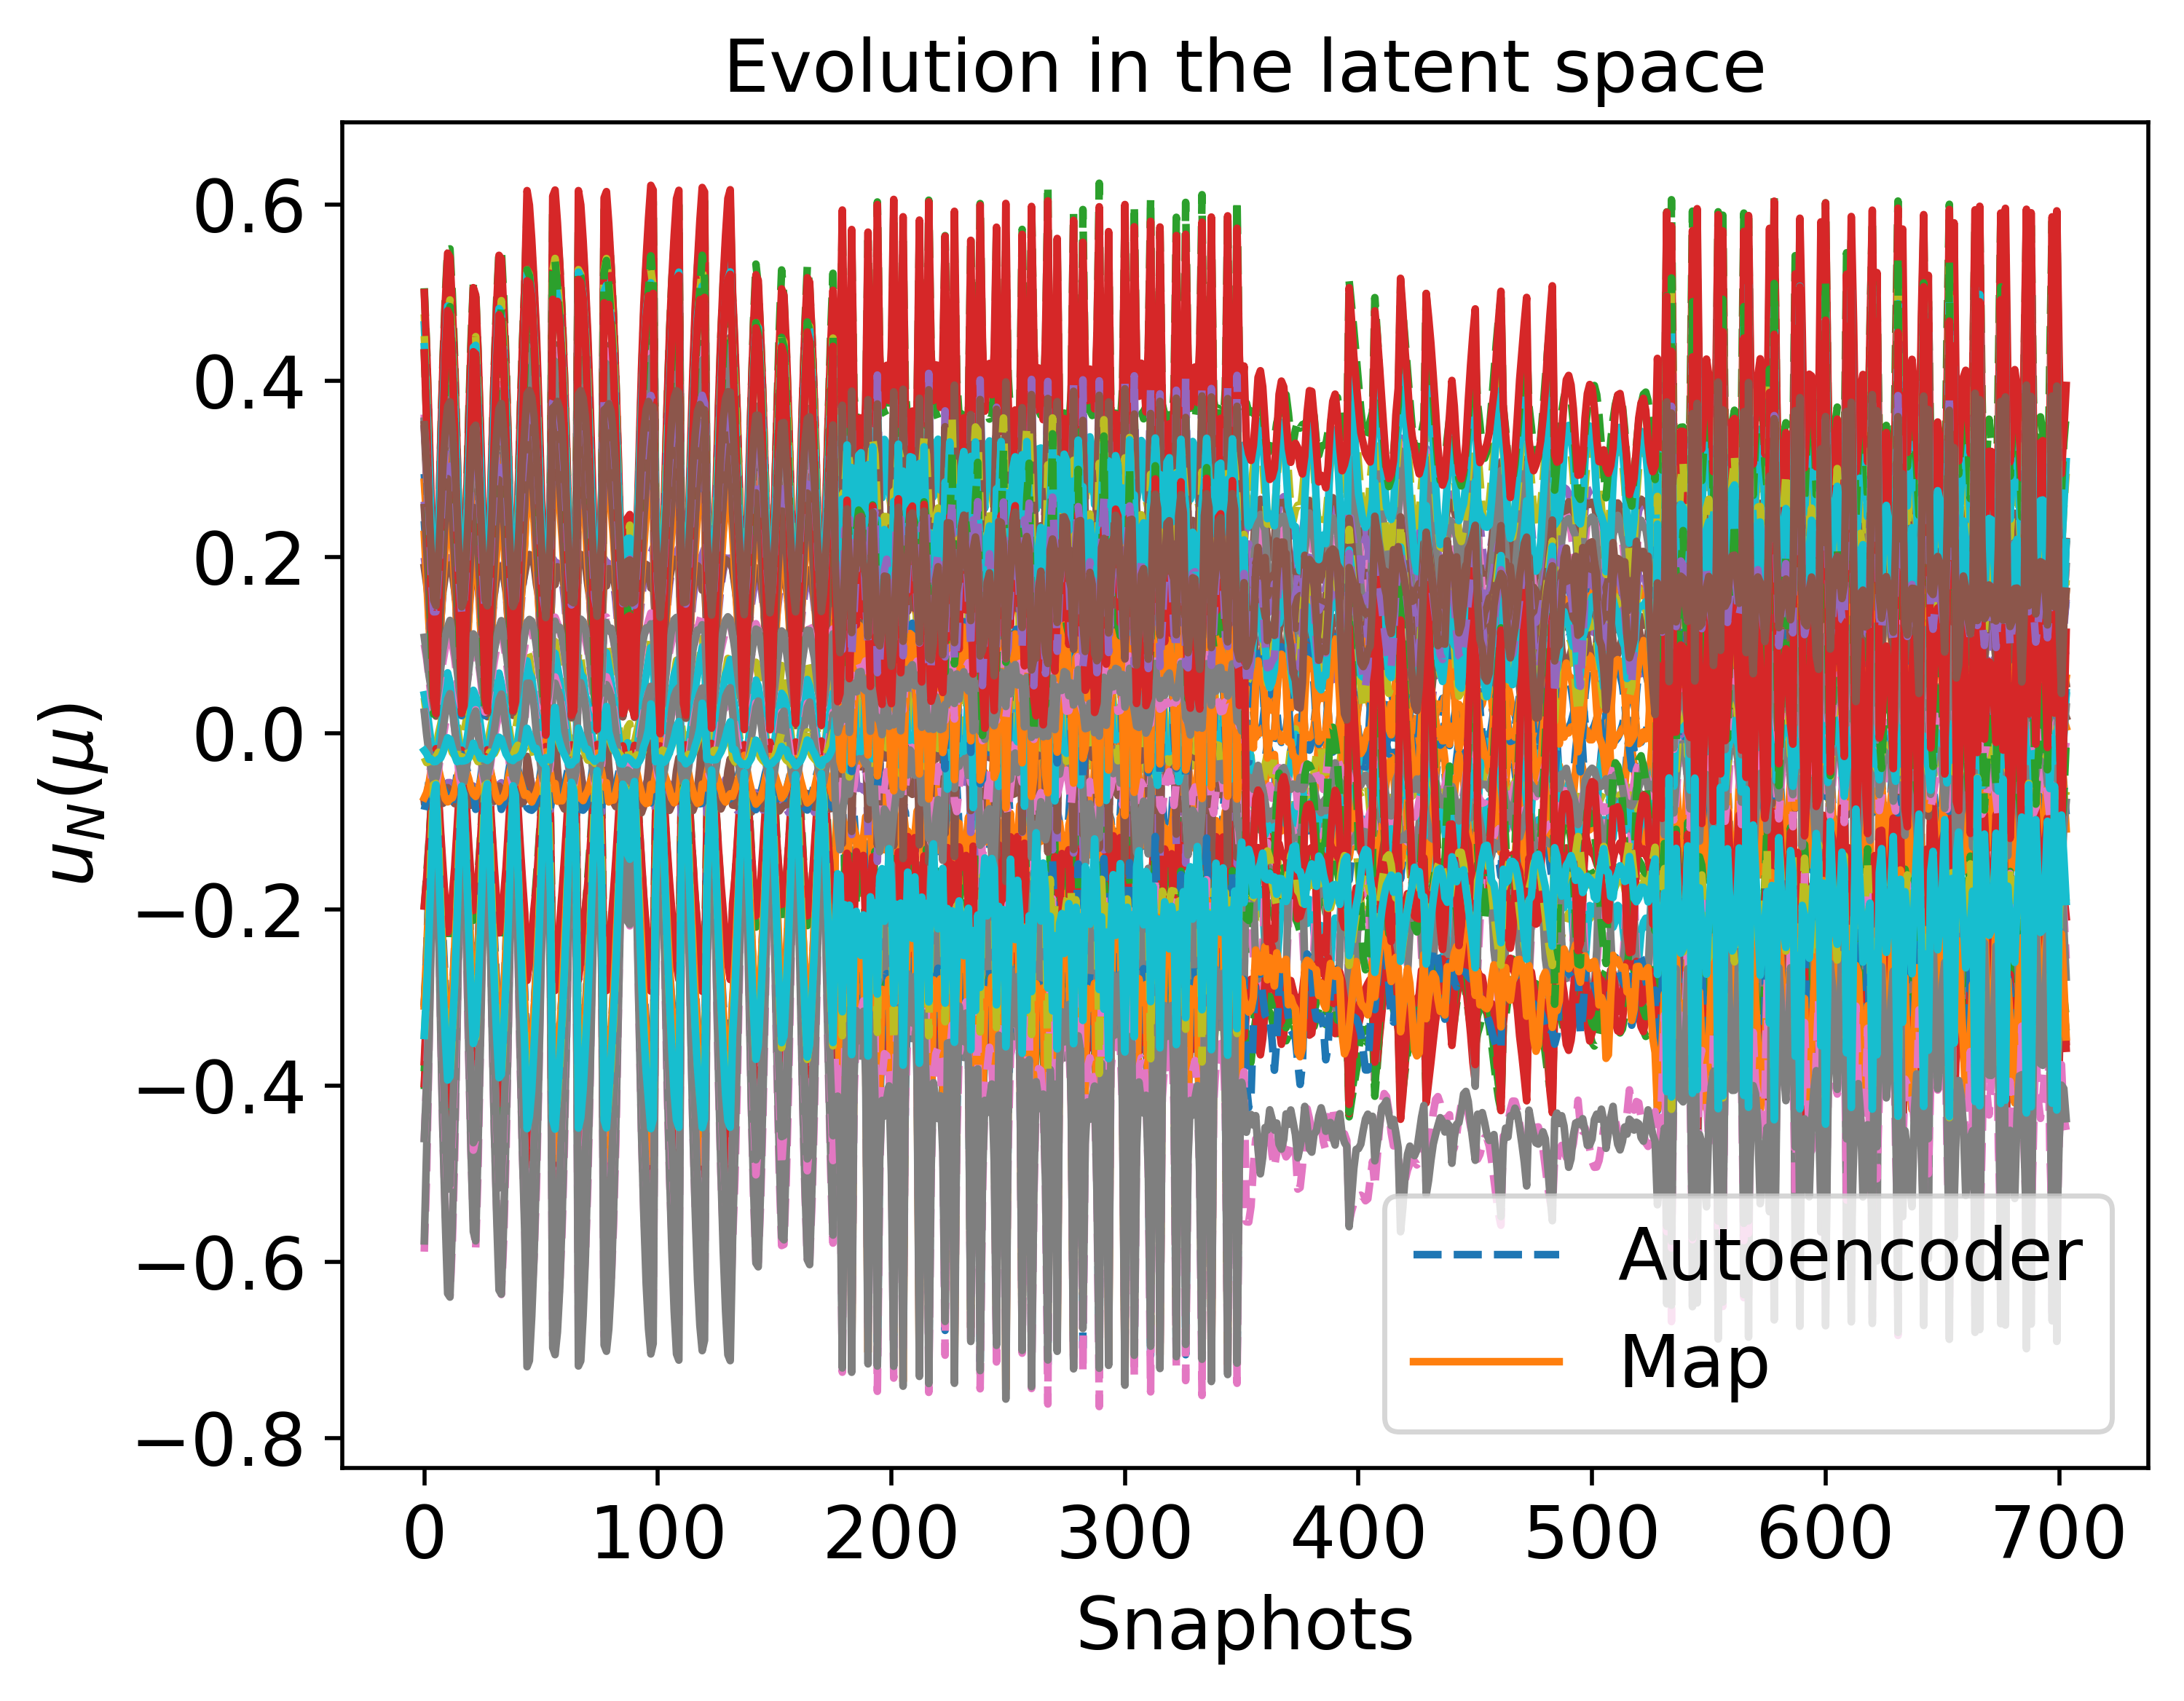 Evolution in the latent space
0.6
0.4
0.2
0.0
−0.2
−0.4
−0.6
−0.8
u_N(μ)
Autoencoder
Map
0 100 200 300 400 500 600 700
Snaphots